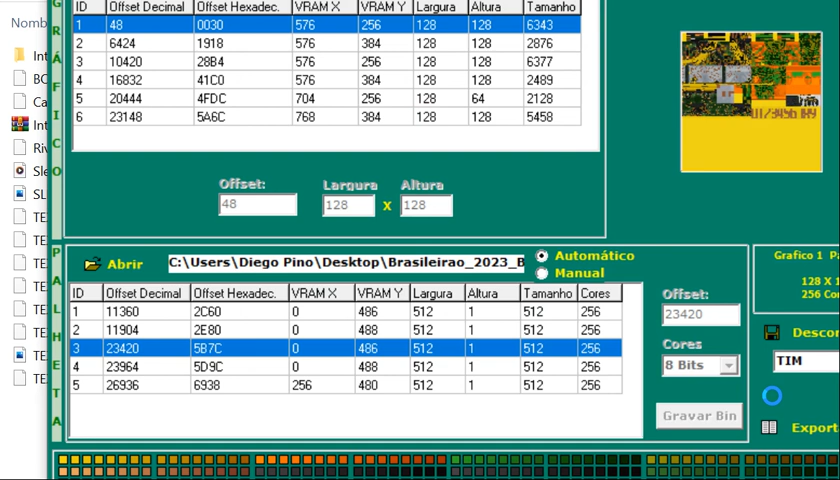 Nomb
Int
BC
Ca
Int
Riv
Sle
SL
TE
TE
TE
TE
TE
TE
TE
TE
G
R
Á
F
I
C
O
ID Offset Decimal Offset Hexadec. VRAM X VRAM Y Largura Altura Tamanho
1 48 0030 576 256 128 128 6343
2 6424 1918 576 384 128 128 2876
3 10420 28B4 576 384 128 128 6377
4 16832 41C0 576 384 128 128 2489
5 20444 4FDC 704 256 128 64 2128
6 23148 5A6C 768 384 128 128 5458
Offset: Largura Altura
48 128 X 128
P
A
L
H
E
T
A
Abrir C:\Users\Diego Pino\Desktop\Brasileirao_2023_B
Automático
Manual
ID Offset Decimal Offset Hexadec. VRAM X VRAM Y Largura Altura Tamanho Cores
1 11360 2C60 0 486 512 1 512 256
2 11904 2E80 0 488 512 1 512 256
3 23420 5B7C 0 486 512 1 512 256
4 23964 5D9C 0 488 512 1 512 256
5 26936 6938 256 480 512 1 512 256
Offset:
23420
Cores
8 Bits
Gravar Bin
Grafico 1 Pa
128 X 1
256 Co
Descor
TIM
Export